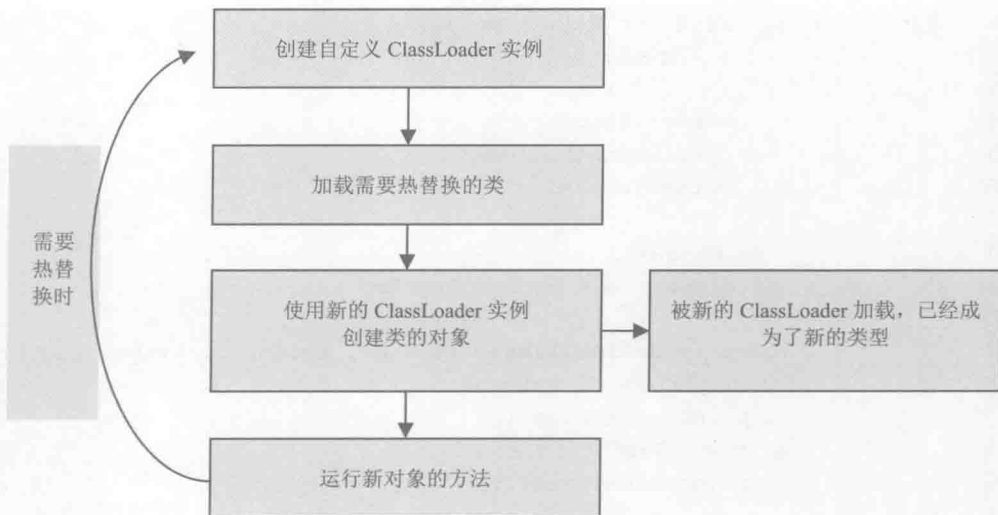 创建自定义 ClassLoader 实例
加载需要热替换的类
需要
热替
换时
使用新的 ClassLoader 实例
创建类的对象
被新的 ClassLoader 加载，已经成
为了新的类型
运行新对象的方法